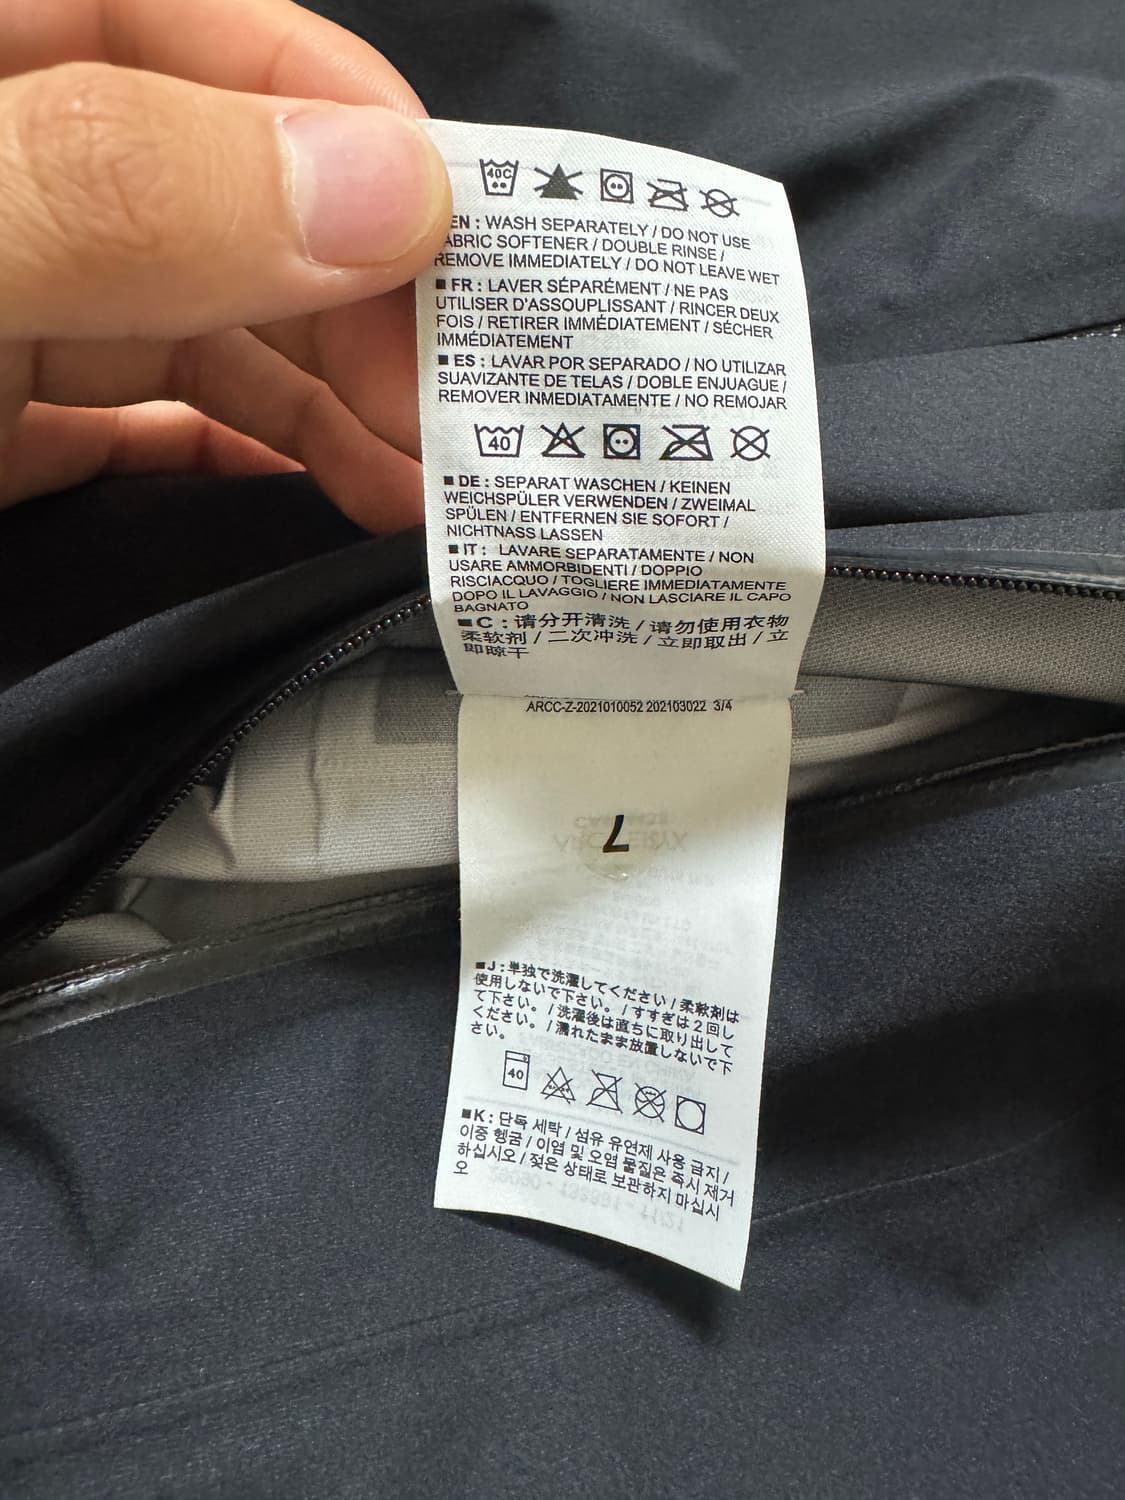 40C
EN : WASH SEPARATELY / DO NOT USE
FABRIC SOFTENER / DOUBLE RINSE /
REMOVE IMMEDIATELY / DO NOT LEAVE WET
■ FR : LAVER SÉPARÉMENT / NE PAS
UTILISER D'ASSOUPLISSANT / RINCER DEUX
FOIS / RETIRER IMMÉDIATEMENT / SÉCHER
IMMÉDIATEMENT
■ ES : LAVAR POR SEPARADO / NO UTILIZAR
SUAVIZANTE DE TELAS / DOBLE ENJUAGUE /
REMOVER INMEDIATAMENTE / NO REMOJAR
40
■ DE : SEPARAT WASCHEN / KEINEN
WEICHSPÜLER VERWENDEN / ZWEIMAL
SPÜLEN / ENTFERNEN SIE SOFORT /
NICHTNASS LASSEN
■ IT : LAVARE SEPARATAMENTE / NON
USARE AMMORBIDENTI / DOPPIO
RISCIACQUO / TOGLIERE IMMEDIATAMENTE
DOPO IL LAVAGGIO / NON LASCIARE IL CAPO
BAGNATO
■ C : 请分开清洗 / 请勿使用衣物
柔软剂 / 二次冲洗 / 立即取出 / 立
即晾干
ARCC-Z-2021010052 202103022 3/4
7
■ J : 単独で洗濯してください / 柔軟剤は
使用しないで下さい。 / すすぎは2回し
て下さい。 / 洗濯後は直ちに取り出して
ください。 / 濡れたまま放置しないで下
さい。
40
■ K : 단독 세탁 / 섬유 유연제 사용 금지 /
이중 헹굼 / 이염 및 오염 물질은 즉시 제거
하십시오 / 젖은 상태로 보관하지 마십시
오